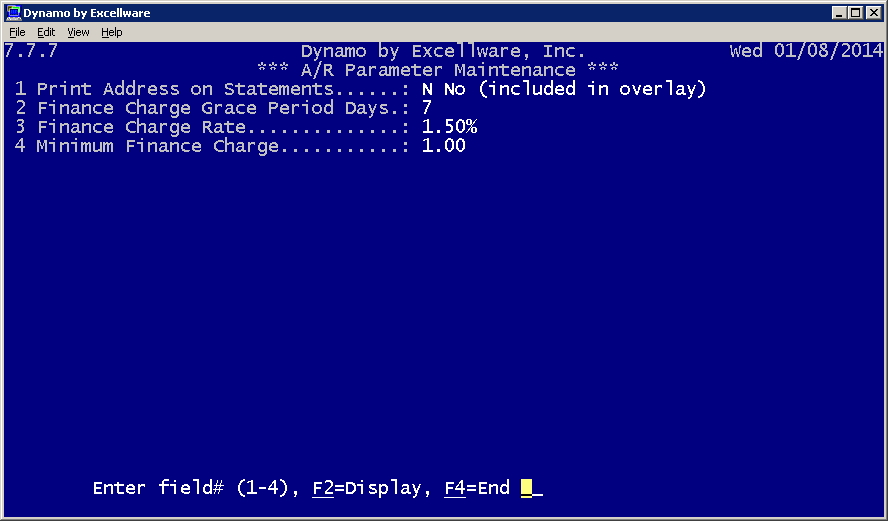 Dynamo by Excellware
File Edit View Help
7.7.7 Dynamo by Excellware, Inc. Wed 01/08/2014
*** A/R Parameter Maintenance ***
1 Print Address on Statements......: N No (included in overlay)
2 Finance Charge Grace Period Days.: 7
3 Finance Charge Rate..............: 1.50%
4 Minimum Finance Charge...........: 1.00
Enter field# (1-4), F2=Display, F4=End